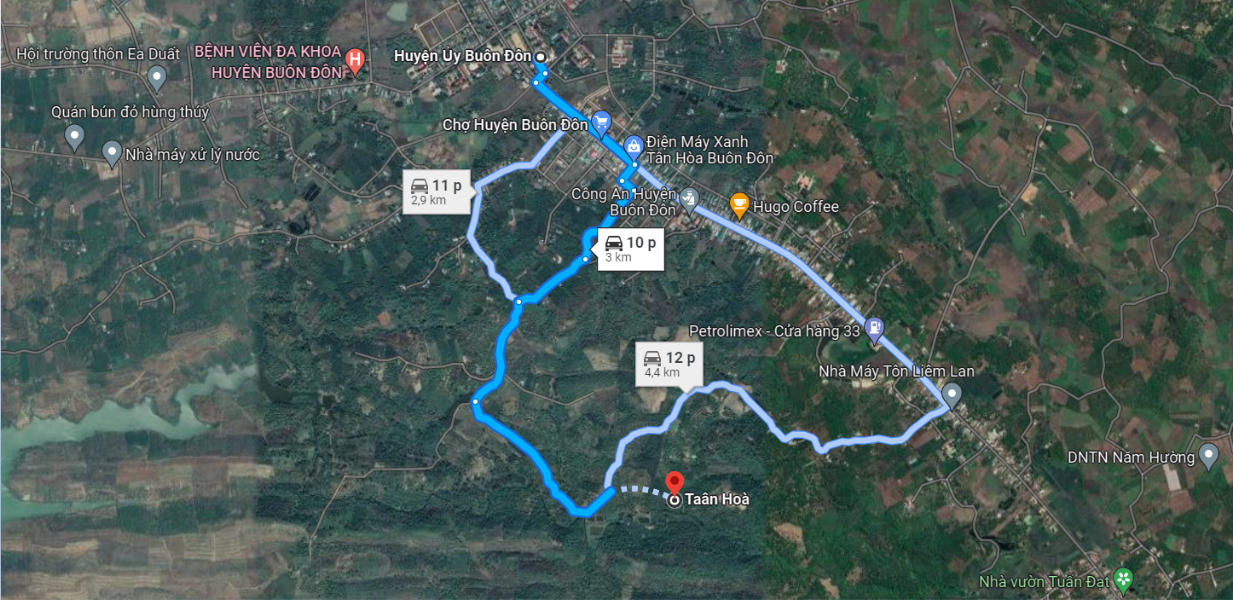 Hội trường thôn Ea Duất
BỆNH VIỆN ĐA KHOA
HUYỆN BUÔN ĐÔN
Huyện Ủy Buôn Đôn
Quán bún đỏ hùng thúy
Nhà máy xử lý nước
Chợ Huyện Buôn Đôn
Điện Máy Xanh
Tân Hòa Buôn Đôn
11 p
2,9 km
Công An Huyện
Buôn Đôn
Hugo Coffee
10 p
3 km
Petrolimex - Cửa hàng 33
12 p
4,4 km
Nhà Máy Tôn Liêm Lan
DNTN Năm Hường
Taân Hoà
Nhà vườn Tuân Đạt